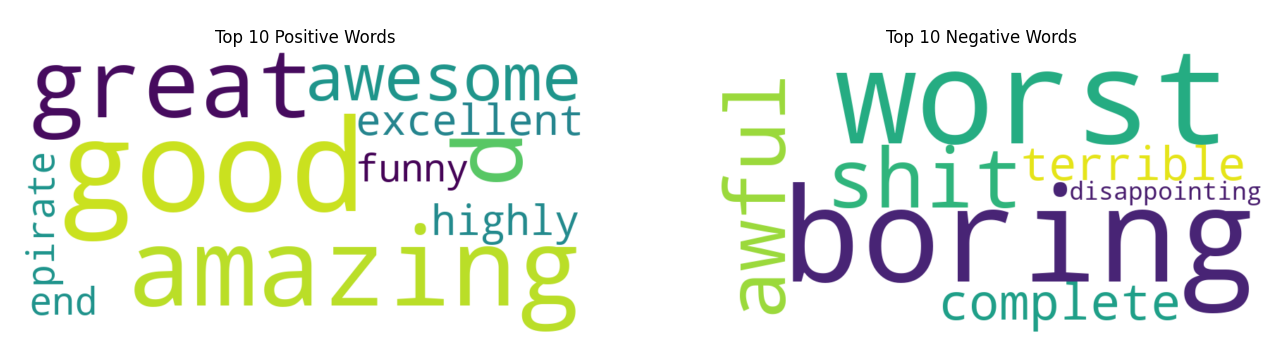 Top 10 Positive Words
great
awesome
excellent
good
d
funny
epirate
highly
amazing
end
Top 10 Negative Words
worst
awful
shit
terrible
disappointing
boring
complete